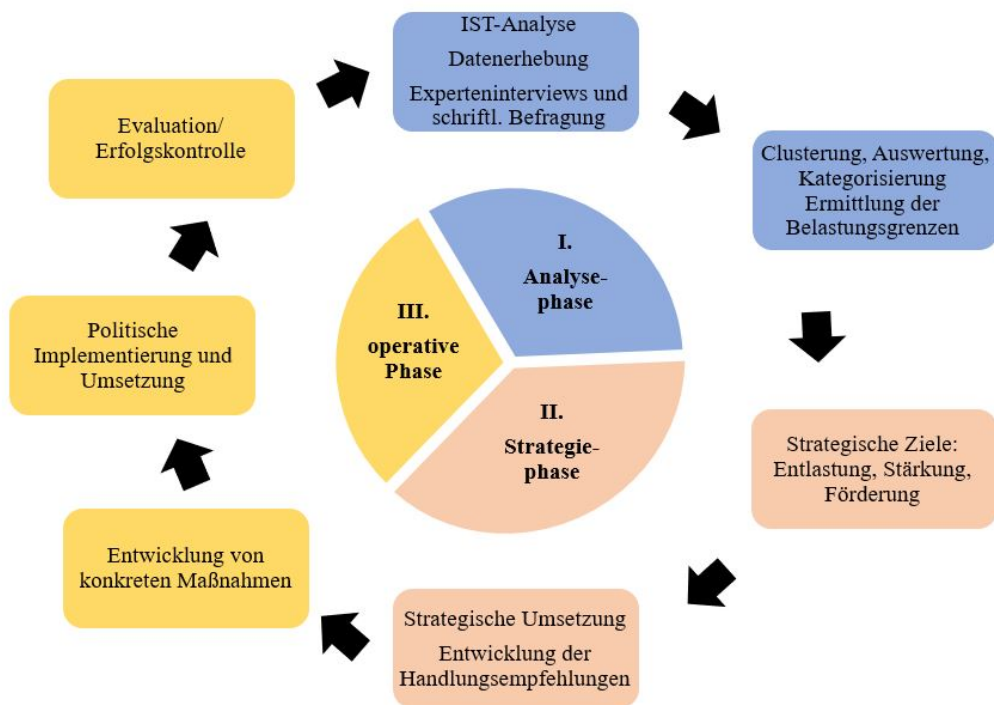 IST-Analyse
Datenerhebung
Experteninterviews und
schriftl. Befragung
Clusterung, Auswertung,
Kategorisierung
Ermittlung der
Belastungsgrenzen
Strategische Ziele:
Entlastung, Stärkung,
Förderung
Strategische Umsetzung
Entwicklung der
Handlungsempfehlungen
Entwicklung von
konkreten Maßnahmen
Politische
Implementierung und
Umsetzung
Evaluation/
Erfolgskontrolle
I.
Analyse-
phase
II.
Strategie-
phase
III.
operative
Phase